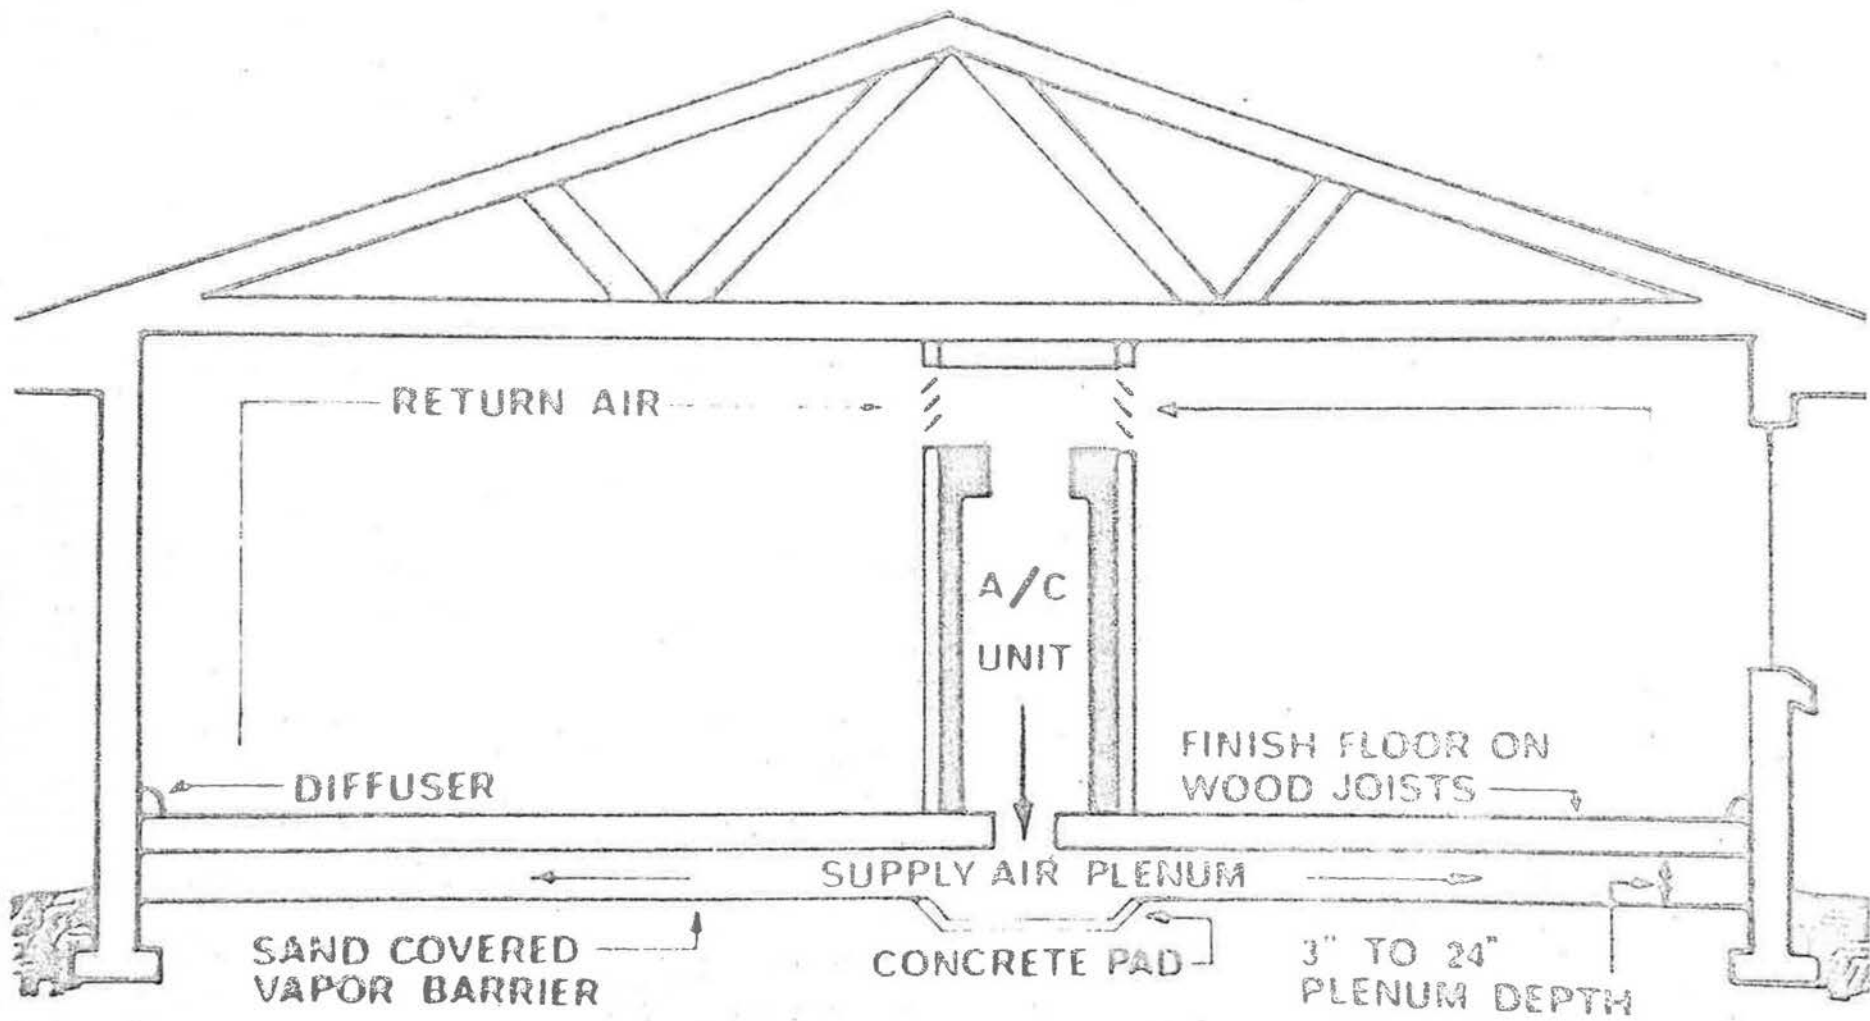 RETURN AIR
A/C
UNIT
FINISH FLOOR ON
WOOD JOISTS
DIFFUSER
SUPPLY AIR PLENUM
SAND COVERED
VAPOR BARRIER
CONCRETE PAD
3" TO 24"
PLENUM DEPTH